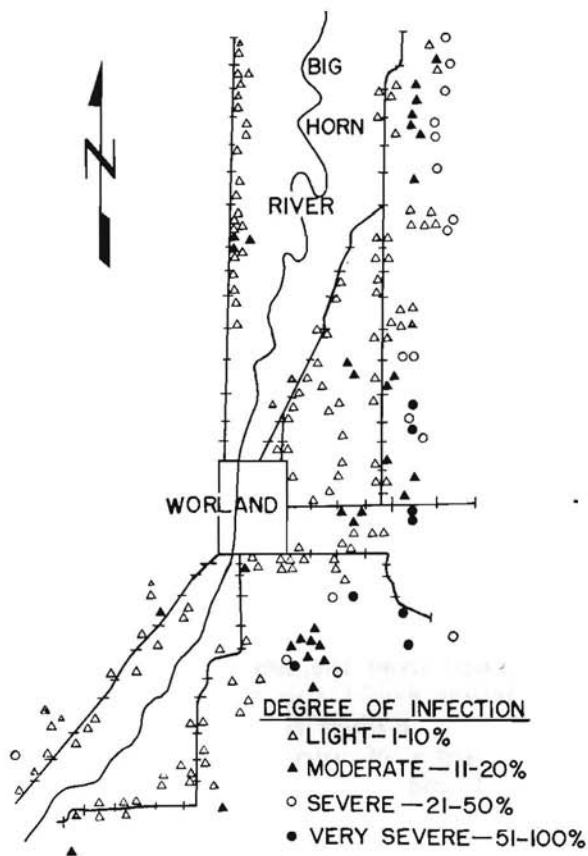 BIG
HORN
RIVER
N
WORLAND
DEGREE OF INFECTION
△ LIGHT—1-10%
▲ MODERATE—11-20%
○ SEVERE—21-50%
● VERY SEVERE—51-100%